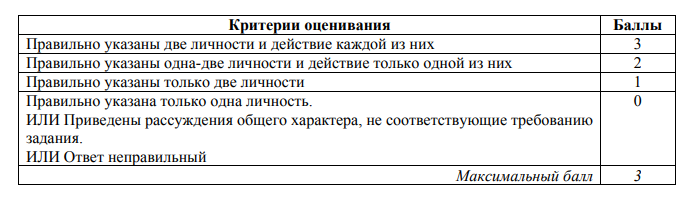 Критерии оценивания Баллы
Правильно указаны две личности и действие каждой из них 3
Правильно указаны одна-две личности и действие только одной из них 2
Правильно указаны только две личности 1
Правильно указана только одна личность. 0
ИЛИ Приведены рассуждения общего характера, не соответствующие требованию
задания.
ИЛИ Ответ неправильный
Максимальный балл 3